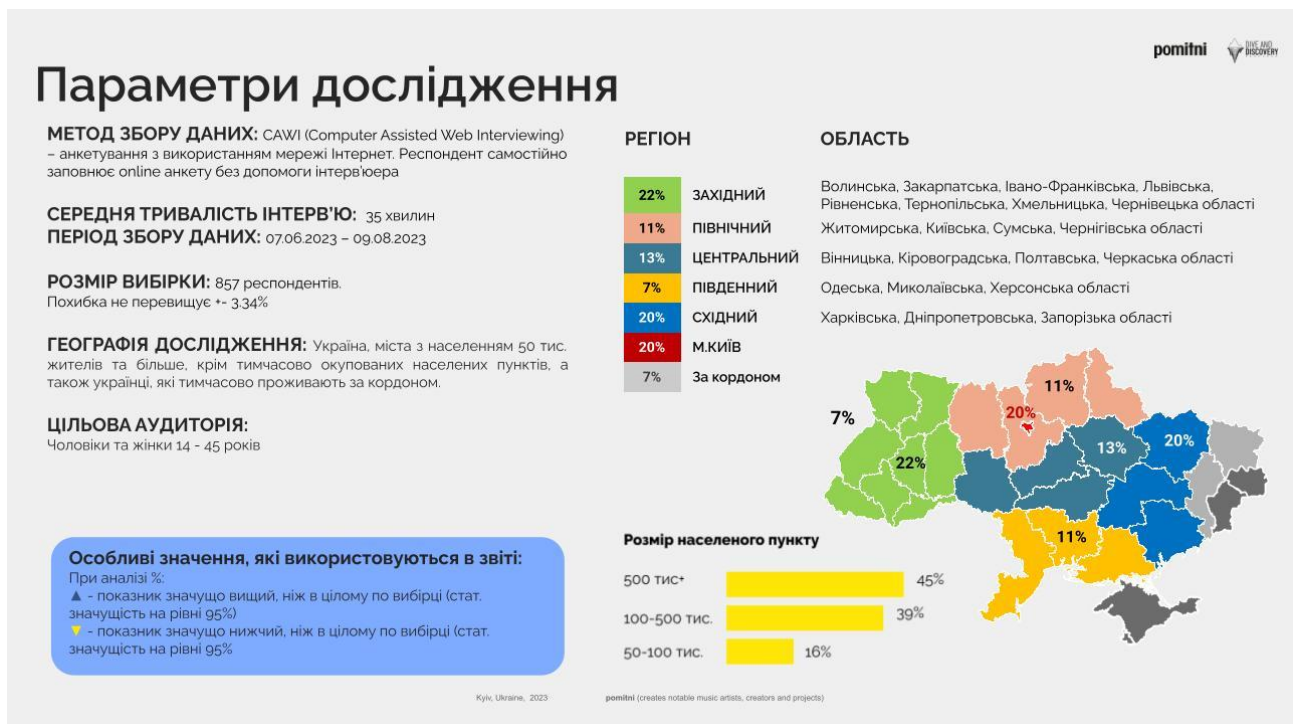 pomitni
DIVE AND
DISCOVERY
Параметри дослідження
МЕТОД ЗБОРУ ДАНИХ: CAWI (Computer Assisted Web Interviewing)
– анкетування з використанням мережі Інтернет. Респондент самостійно
заповнює online анкету без допомоги інтерв'юера
СЕРЕДНЯ ТРИВАЛІСТЬ ІНТЕРВ'Ю: 35 хвилин
ПЕРІОД ЗБОРУ ДАНИХ: 07.06.2023 – 09.08.2023
РОЗМІР ВИБІРКИ: 857 респондентів.
Похибка не перевищує +- 3.34%
ГЕОГРАФІЯ ДОСЛІДЖЕННЯ: Україна, міста з населенням 50 тис.
жителів та більше, крім тимчасово окупованих населених пунктів, а
також українці, які тимчасово проживають за кордоном.
ЦІЛЬОВА АУДИТОРІЯ:
Чоловіки та жінки 14 - 45 років
Особливі значення, які використовуються в звіті:
При аналізі %:
▲ - показник значущо вищий, ніж в цілому по вибірці (стат.
значущість на рівні 95%)
▼ - показник значущо нижчий, ніж в цілому по вибірці (стат.
значущість на рівні 95%
РЕГІОН ОБЛАСТЬ
22% ЗАХІДНИЙ Волинська, Закарпатська, Івано-Франківська, Львівська,
Рівненська, Тернопільська, Хмельницька, Чернівецька області
11% ПІВНІЧНИЙ Житомирська, Київська, Сумська, Чернігівська області
13% ЦЕНТРАЛЬНИЙ Вінницька, Кіровоградська, Полтавська, Черкаська області
7% ПІВДЕННИЙ Одеська, Миколаївська, Херсонська області
20% СХІДНИЙ Харківська, Дніпропетровська, Запорізька області
20% М.КИЇВ
7% За кордоном
11%
20%
7%
13%
20%
22%
11%
Розмір населеного пункту
500 тис+ 45%
100-500 тис. 39%
50-100 тис. 16%
Kyiv, Ukraine, 2023
pomitni (creates notable music artists, creators and projects)